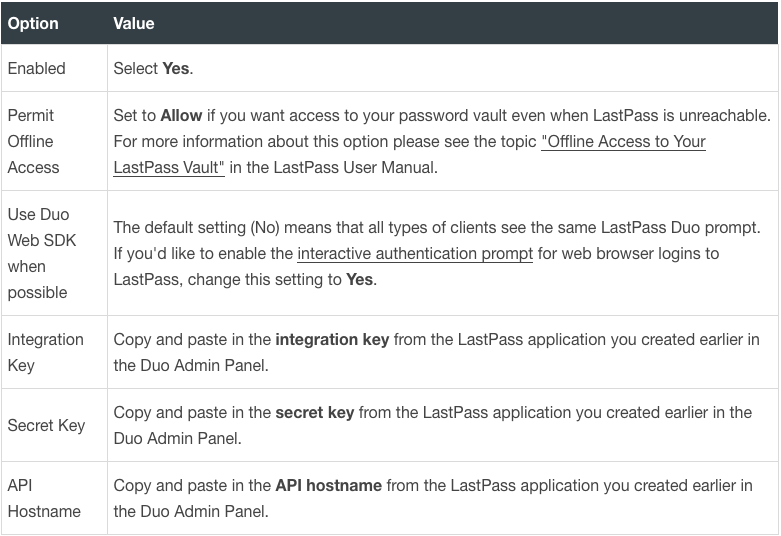 Option Value
Enabled Select Yes.
Permit
Offline
Access
Set to Allow if you want access to your password vault even when LastPass is unreachable.
For more information about this option please see the topic "Offline Access to Your
LastPass Vault" in the LastPass User Manual.
Use Duo
Web SDK
when
possible
The default setting (No) means that all types of clients see the same LastPass Duo prompt.
If you'd like to enable the interactive authentication prompt for web browser logins to
LastPass, change this setting to Yes.
Integration
Key
Copy and paste in the integration key from the LastPass application you created earlier in
the Duo Admin Panel.
Secret Key
Copy and paste in the secret key from the LastPass application you created earlier in the
Duo Admin Panel.
API
Hostname
Copy and paste in the API hostname from the LastPass application you created earlier in
the Duo Admin Panel.